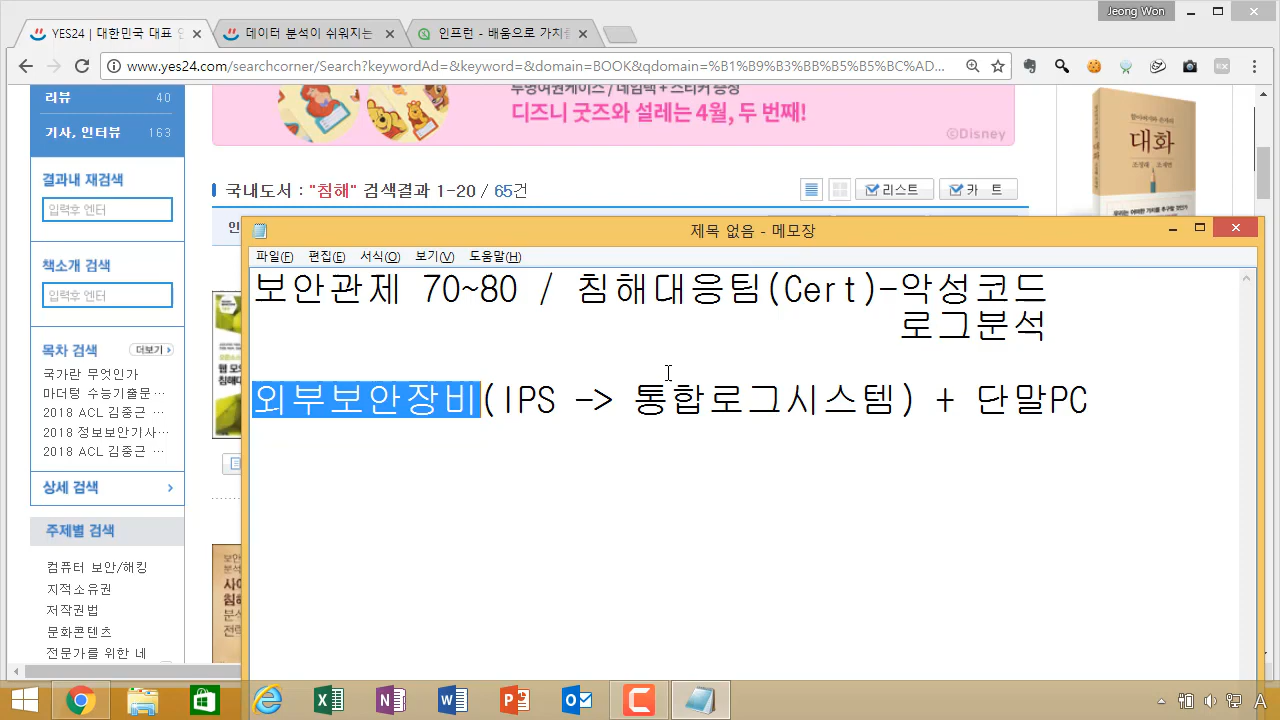 Jeong Won
YES24 | 대한민국 대표 인
데이터 분석이 쉬워지는
인프런 - 배움으로 가치를
www.yes24.com/searchcorner/Search?keywordAd=&keyword=&domain=BOOK&qdomain=%B1%B9%B3%BB%B5%B5%BC%AD...
리뷰 40
기사, 인터뷰 163
디즈니 굿즈와 설레는 4월, 두 번째!
©Disney
대화
결과내 재검색
입력후 엔터
국내도서 : "침해" 검색결과 1-20 / 65건
리스트
카 트
책소개 검색
입력후 엔터
목차 검색
더보기
국가란 무엇인가
마더텅 수능기출문 ...
2018 ACL 김중근 ...
2018 정보보안기사...
2018 ACL 김중근 ...
상세 검색
주제별 검색
컴퓨터 보안/해킹
지적소유권
저작권법
문화콘텐츠
전문가를 위한 네
제목 없음 - 메모장
파일(F) 편집(E) 서식(O) 보기(V) 도움말(H)
보안관제 70~80 / 침해대응팀(Cert)-악성코드
로그분석
외부보안장비(IPS -> 통합로그시스템) + 단말PC
A